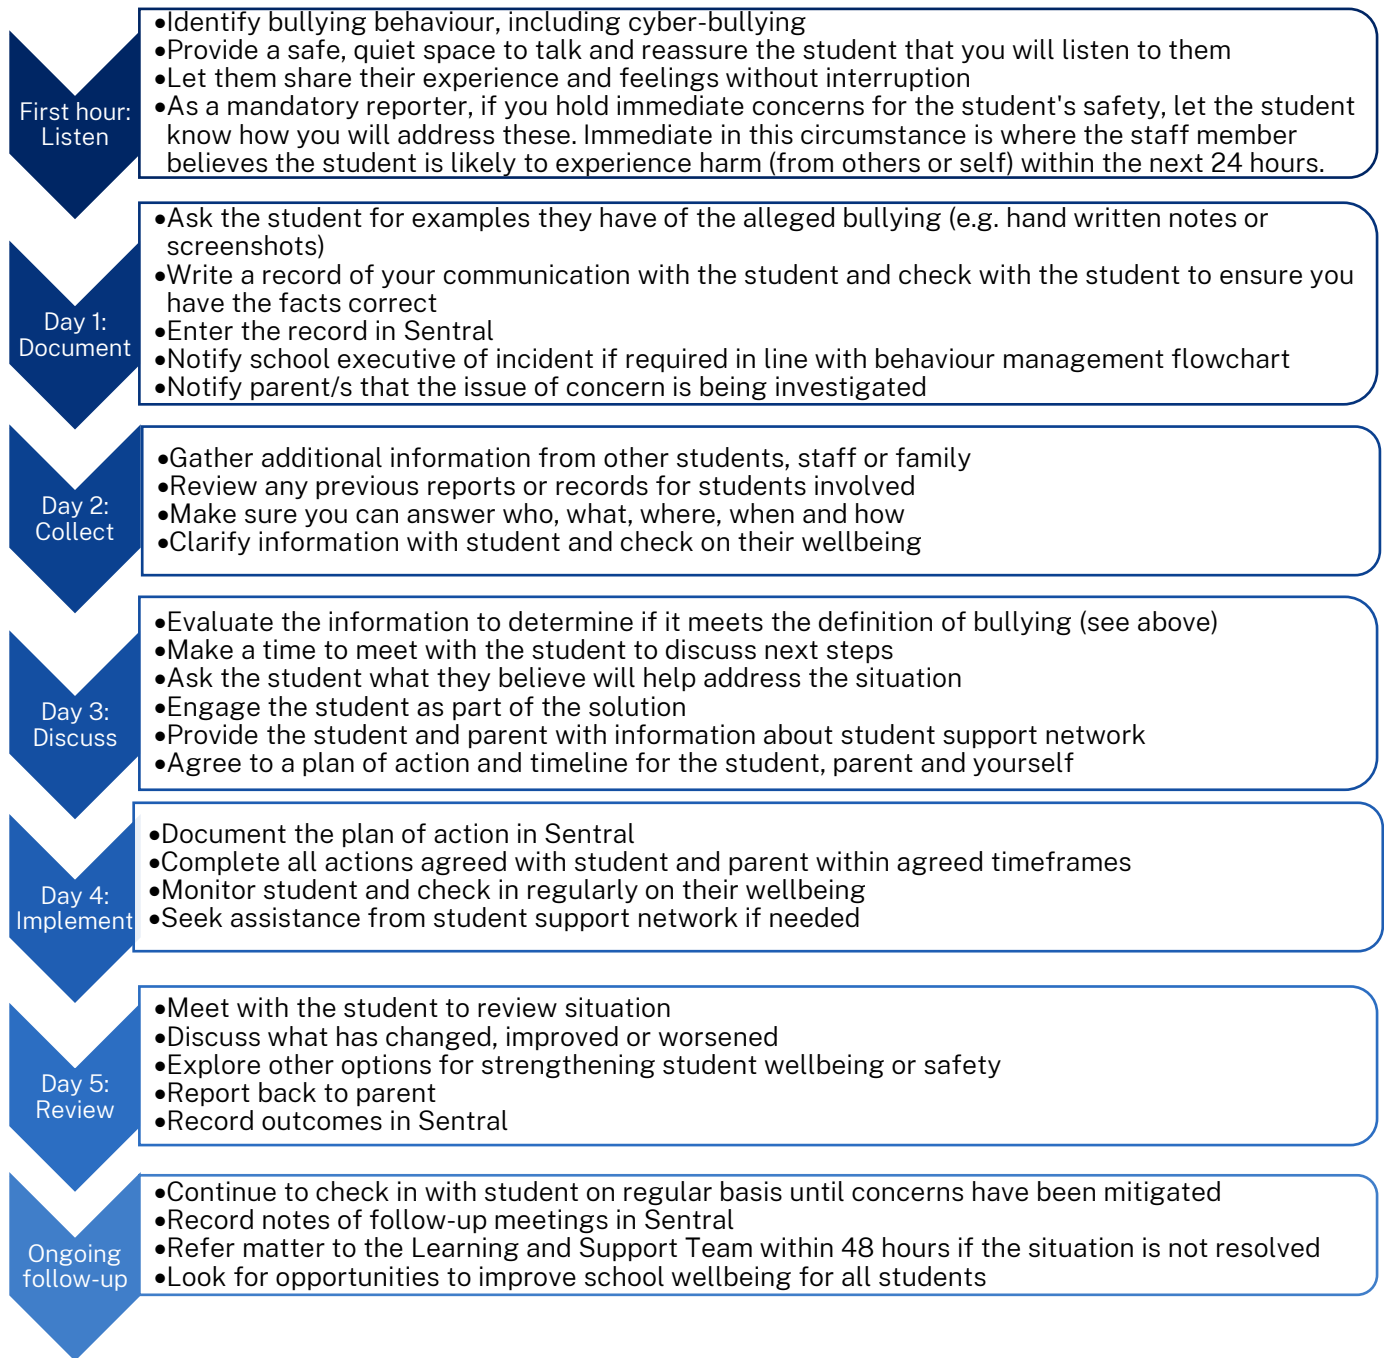 First hour:
Listen
•Identify bullying behaviour, including cyber-bullying
•Provide a safe, quiet space to talk and reassure the student that you will listen to them
•Let them share their experience and feelings without interruption
•As a mandatory reporter, if you hold immediate concerns for the student's safety, let the student
know how you will address these. Immediate in this circumstance is where the staff member
believes the student is likely to experience harm (from others or self) within the next 24 hours.
Day 1:
Document
•Ask the student for examples they have of the alleged bullying (e.g. hand written notes or
screenshots)
•Write a record of your communication with the student and check with the student to ensure you
have the facts correct
•Enter the record in Sentral
•Notify school executive of incident if required in line with behaviour management flowchart
•Notify parent/s that the issue of concern is being investigated
Day 2:
Collect
•Gather additional information from other students, staff or family
•Review any previous reports or records for students involved
•Make sure you can answer who, what, where, when and how
•Clarify information with student and check on their wellbeing
Day 3:
Discuss
•Evaluate the information to determine if it meets the definition of bullying (see above)
•Make a time to meet with the student to discuss next steps
•Ask the student what they believe will help address the situation
•Engage the student as part of the solution
•Provide the student and parent with information about student support network
•Agree to a plan of action and timeline for the student, parent and yourself
Day 4:
Implement
•Document the plan of action in Sentral
•Complete all actions agreed with student and parent within agreed timeframes
•Monitor student and check in regularly on their wellbeing
•Seek assistance from student support network if needed
Day 5:
Review
•Meet with the student to review situation
•Discuss what has changed, improved or worsened
•Explore other options for strengthening student wellbeing or safety
•Report back to parent
•Record outcomes in Sentral
Ongoing
follow-up
•Continue to check in with student on regular basis until concerns have been mitigated
•Record notes of follow-up meetings in Sentral
•Refer matter to the Learning and Support Team within 48 hours if the situation is not resolved
•Look for opportunities to improve school wellbeing for all students